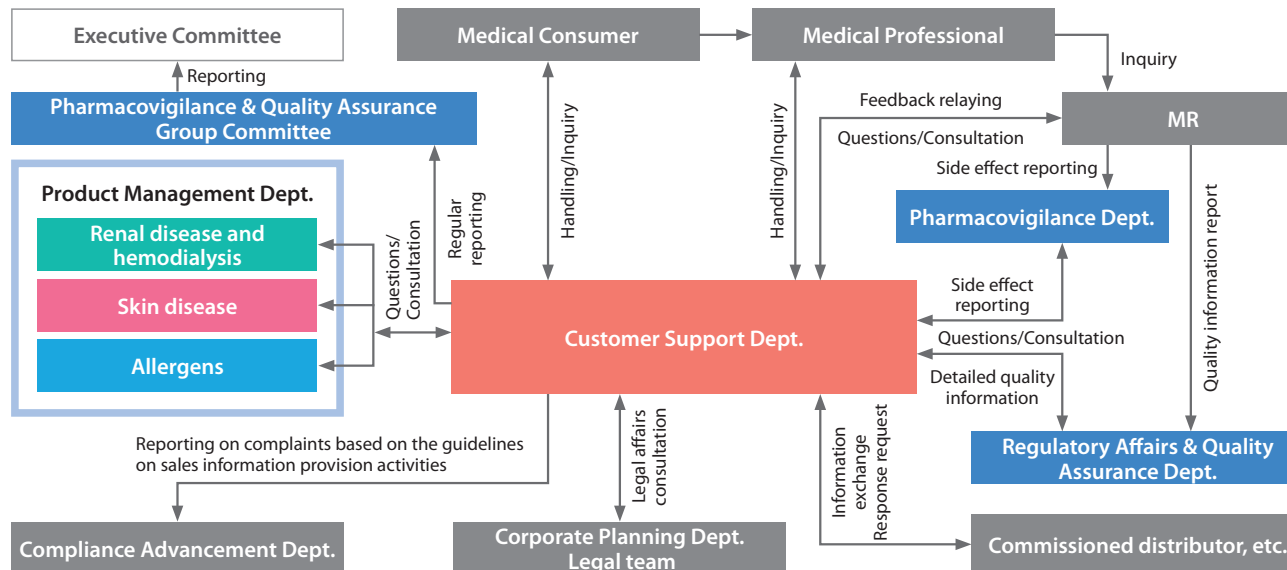 Executive Committee
Medical Consumer
Medical Professional
Reporting
Inquiry
Pharmacovigilance & Quality Assurance
Group Committee
Handling/Inquiry
Handling/Inquiry
Feedback relaying
Questions/Consultation
MR
Side effect reporting
Product Management Dept.
Renal disease and
hemodialysis
Skin disease
Allergens
Questions/
Consultation
Regular
reporting
Pharmacovigilance Dept.
Quality information report
Side effect
reporting
Customer Support Dept.
Questions/Consultation
Detailed quality
information
Reporting on complaints based on the guidelines
on sales information provision activities
Legal affairs
consultation
Information
exchange
Response request
Regulatory Affairs & Quality
Assurance Dept.
Compliance Advancement Dept.
Corporate Planning Dept.
Legal team
Commissioned distributor, etc.